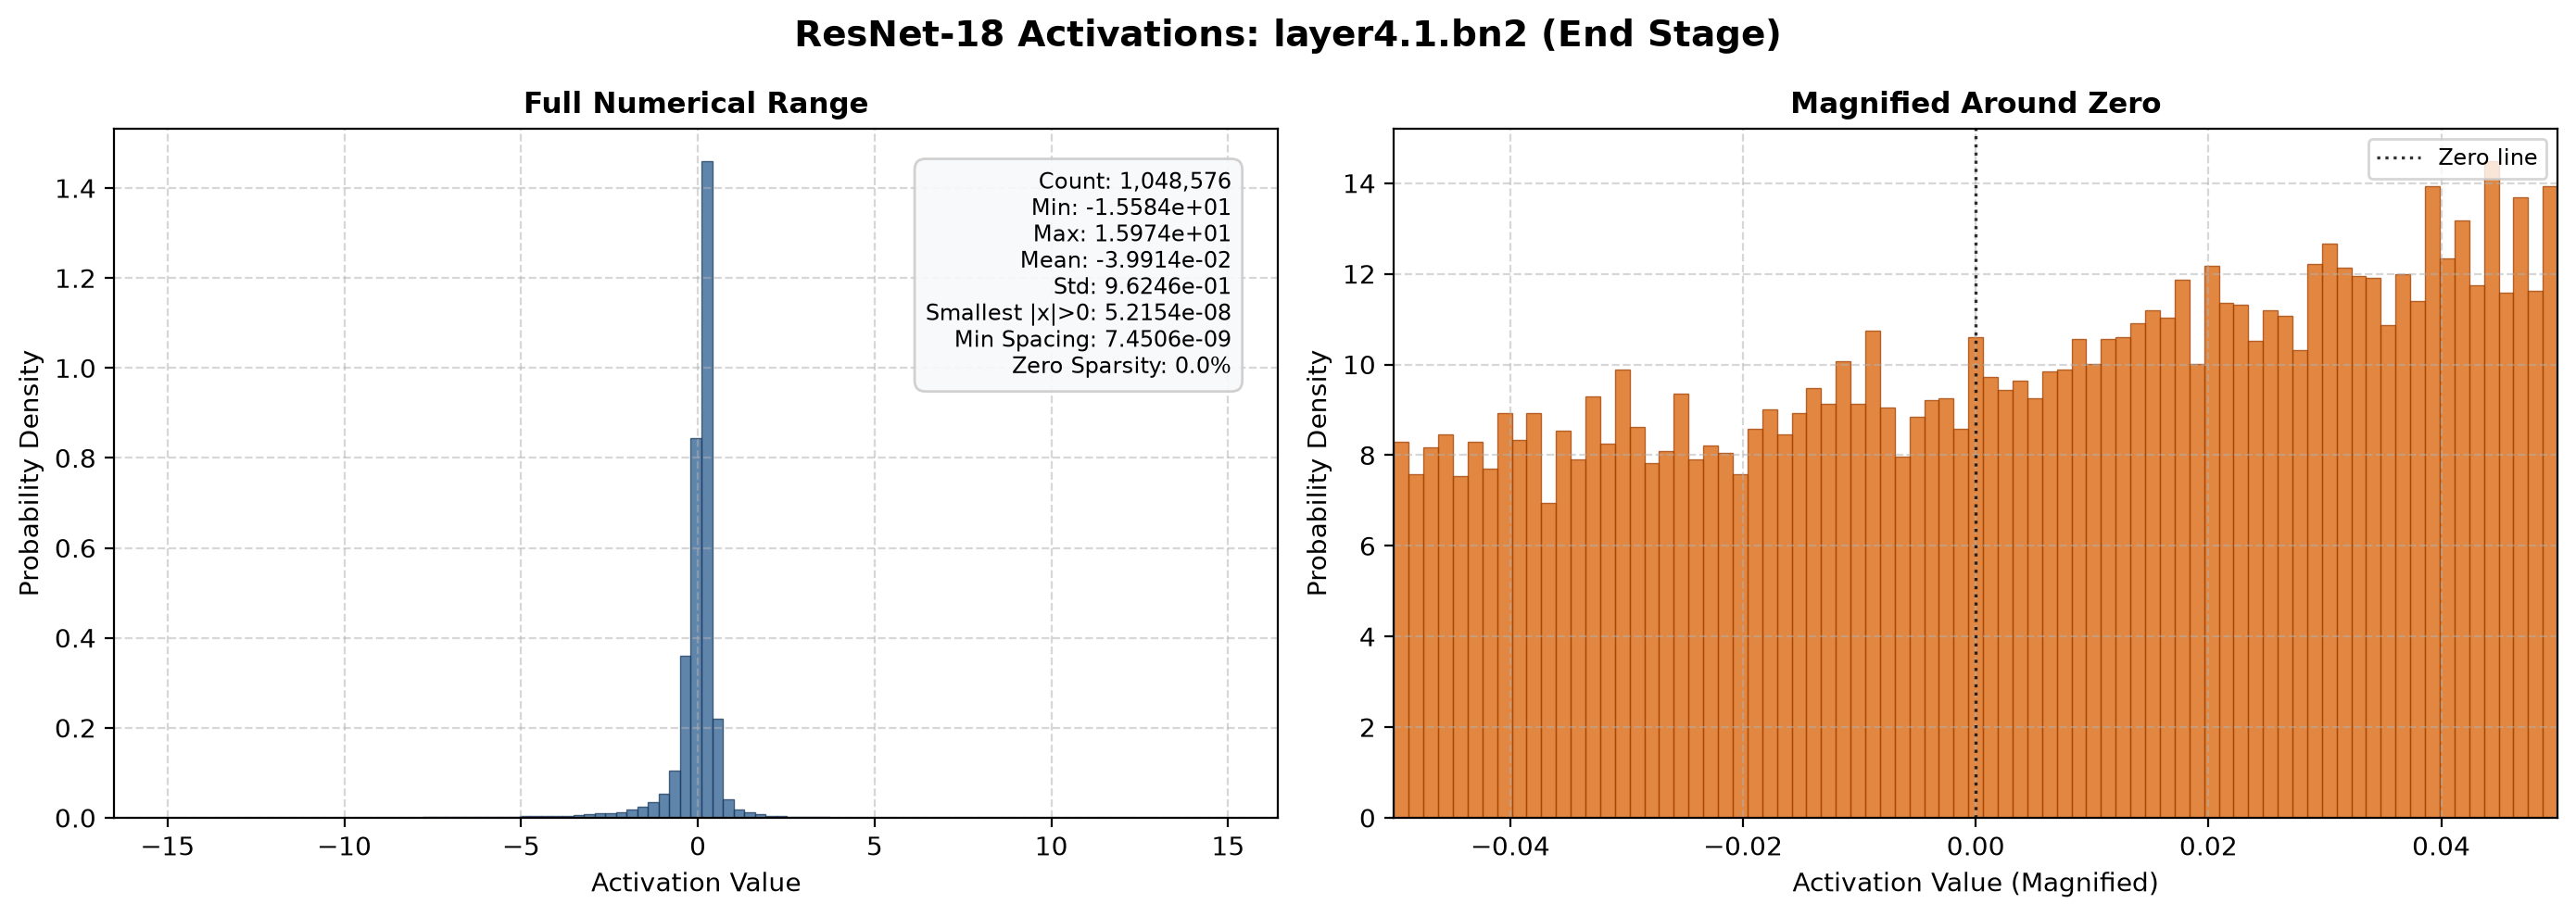 ResNet-18 Activations: layer4.1.bn2 (End Stage)
Full Numerical Range
Probability Density
1.4
1.2
1.0
0.8
0.6
0.4
0.2
0.0
Count: 1,048,576
Min: -1.5584e+01
Max: 1.5974e+01
Mean: -3.9914e-02
Std: 9.6246e-01
Smallest |x|>0: 5.2154e-08
Min Spacing: 7.4506e-09
Zero Sparsity: 0.0%
−15 −10 −5 0 5 10 15
Activation Value
Magnified Around Zero
Probability Density
14
12
10
8
6
4
2
0
Zero line
−0.04 −0.02 0.00 0.02 0.04
Activation Value (Magnified)